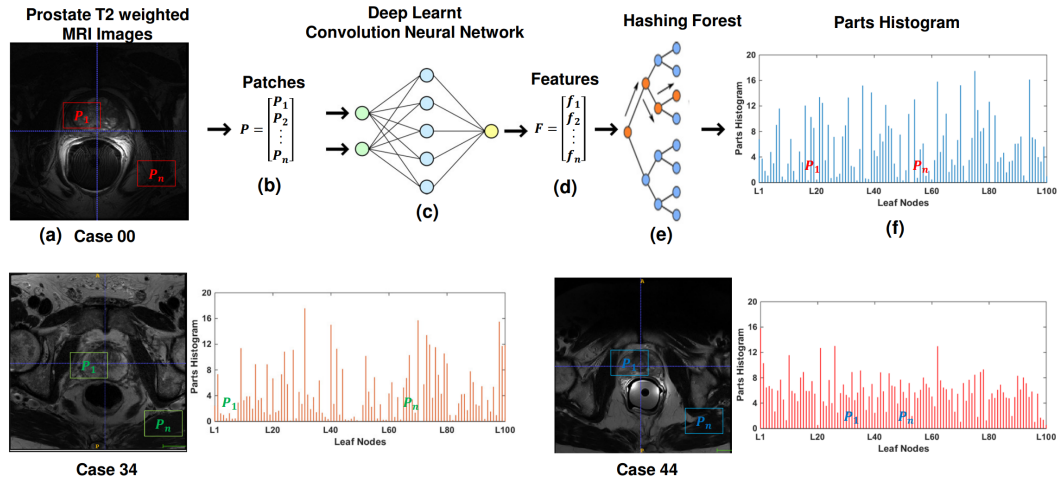 Prostate T2 weighted
MRI Images
Deep Learnt
Convolution Neural Network
Hashing Forest
Parts Histogram
P1
Pn
Patches
P = [P1 P2 ⋮ Pn]
Features
F = [f1 f2 ⋮ fn]
(a) Case 00
(b)
(c)
(d)
(e)
(f)
Parts Histogram
20
16
12
8
4
0
P1
Pn
L1 L20 L40 L60 L80 L100
Leaf Nodes
A
P1
Pn
P
Case 34
Parts Histogram
20
16
12
8
4
0
P1
Pn
L1 L20 L40 L60 L80 L100
Leaf Nodes
A
P1
Pn
P
Case 44
Parts Histogram
20
16
12
8
4
0
P1
Pn
L1 L20 L40 L60 L80 L100
Leaf Nodes